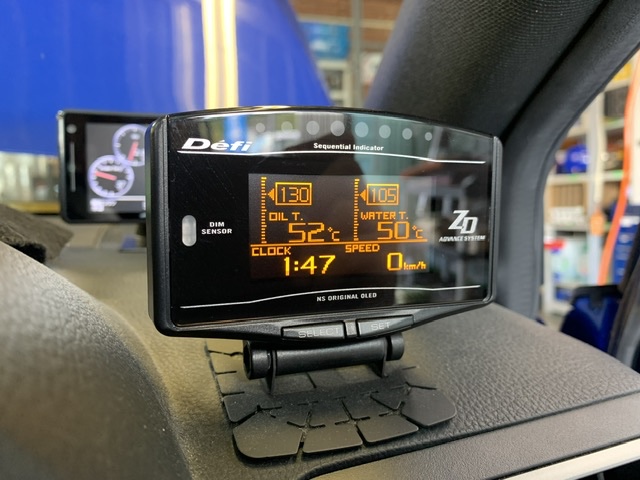 Défi
Sequential Indicator
130 105
DIM
SENSOR
OIL T. WATER T.
52°C 50°C
CLOCK SPEED
1:47 0km/h
ZD
ADVANCE SYSTEM
NS ORIGINAL OLED
SELECT SET